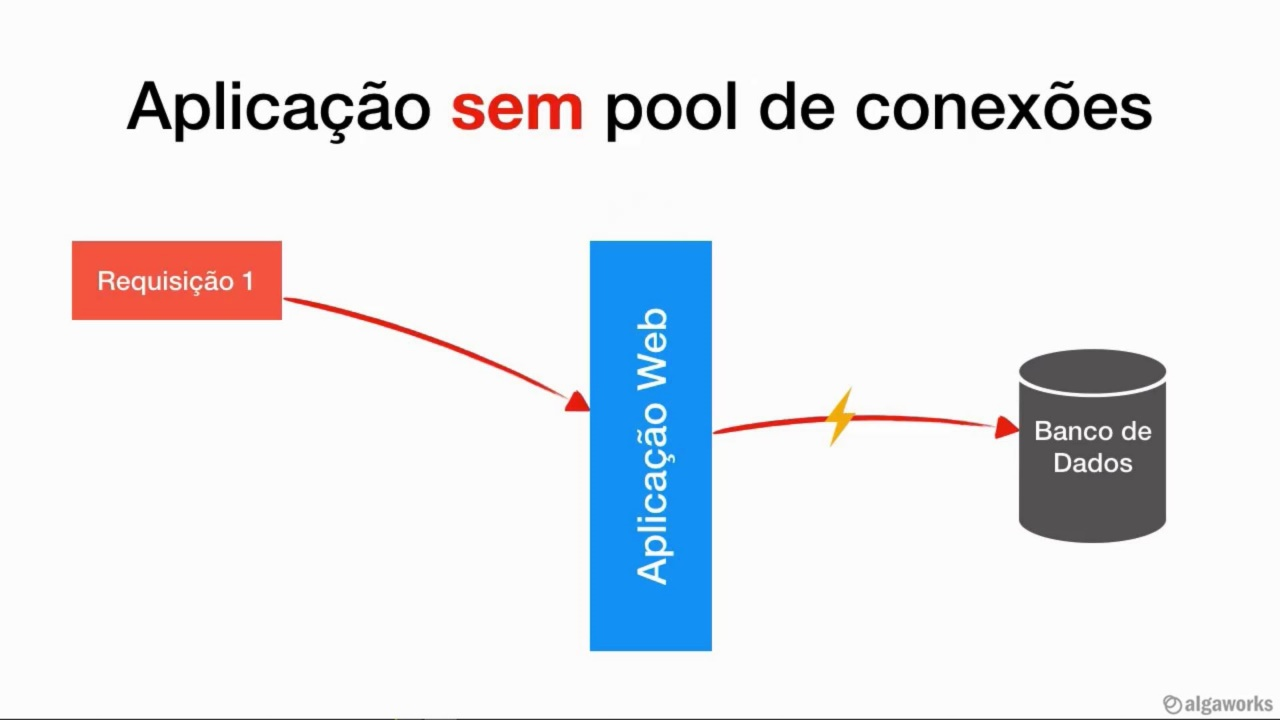 Aplicação sem pool de conexões
Requisição 1
Aplicação Web
Banco de
Dados
algaworks